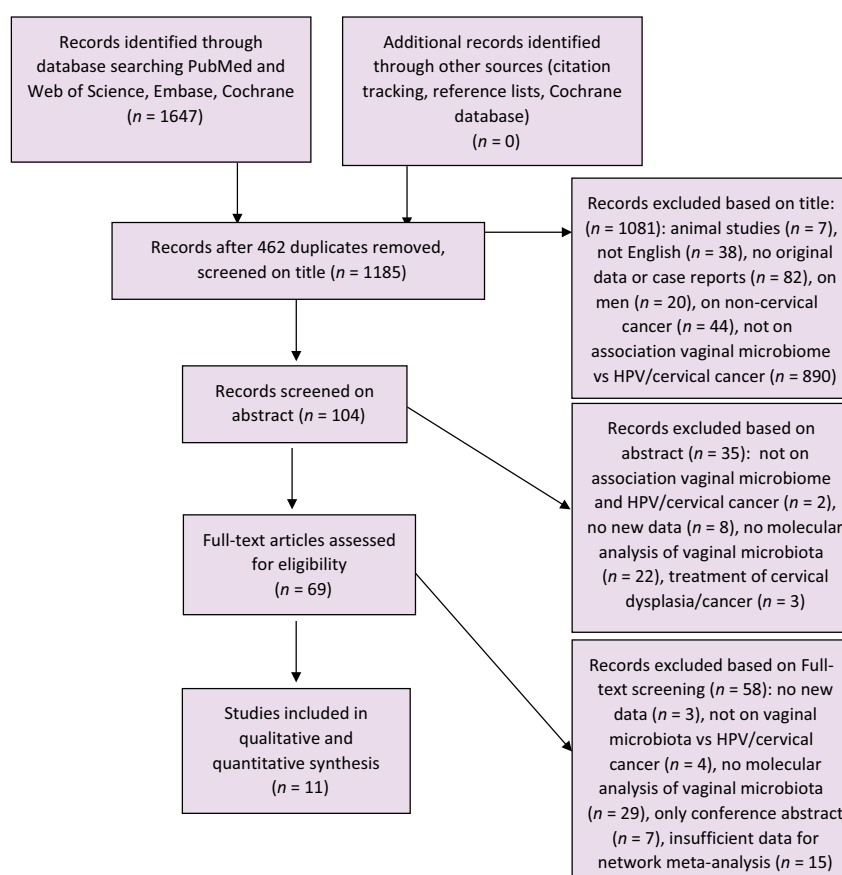 Records identified through
database searching PubMed and
Web of Science, Embase, Cochrane
(n = 1647)
Additional records identified
through other sources (citation
tracking, reference lists, Cochrane
database)
(n = 0)
Records after 462 duplicates removed,
screened on title (n = 1185)
Records excluded based on title:
(n = 1081): animal studies (n = 7),
not English (n = 38), no original
data or case reports (n = 82), on
men (n = 20), on non-cervical
cancer (n = 44), not on
association vaginal microbiome
vs HPV/cervical cancer (n = 890)
Records screened on
abstract (n = 104)
Records excluded based on
abstract (n = 35): not on
association vaginal microbiome
and HPV/cervical cancer (n = 2),
no new data (n = 8), no molecular
analysis of vaginal microbiota
(n = 22), treatment of cervical
dysplasia/cancer (n = 3)
Full-text articles assessed
for eligibility
(n = 69)
Records excluded based on Full-
text screening (n = 58): no new
data (n = 3), not on vaginal
microbiota vs HPV/cervical
cancer (n = 4), no molecular
analysis of vaginal microbiota
(n = 29), only conference abstract
(n = 7), insufficient data for
network meta-analysis (n = 15)
Studies included in
qualitative and
quantitative synthesis
(n = 11)